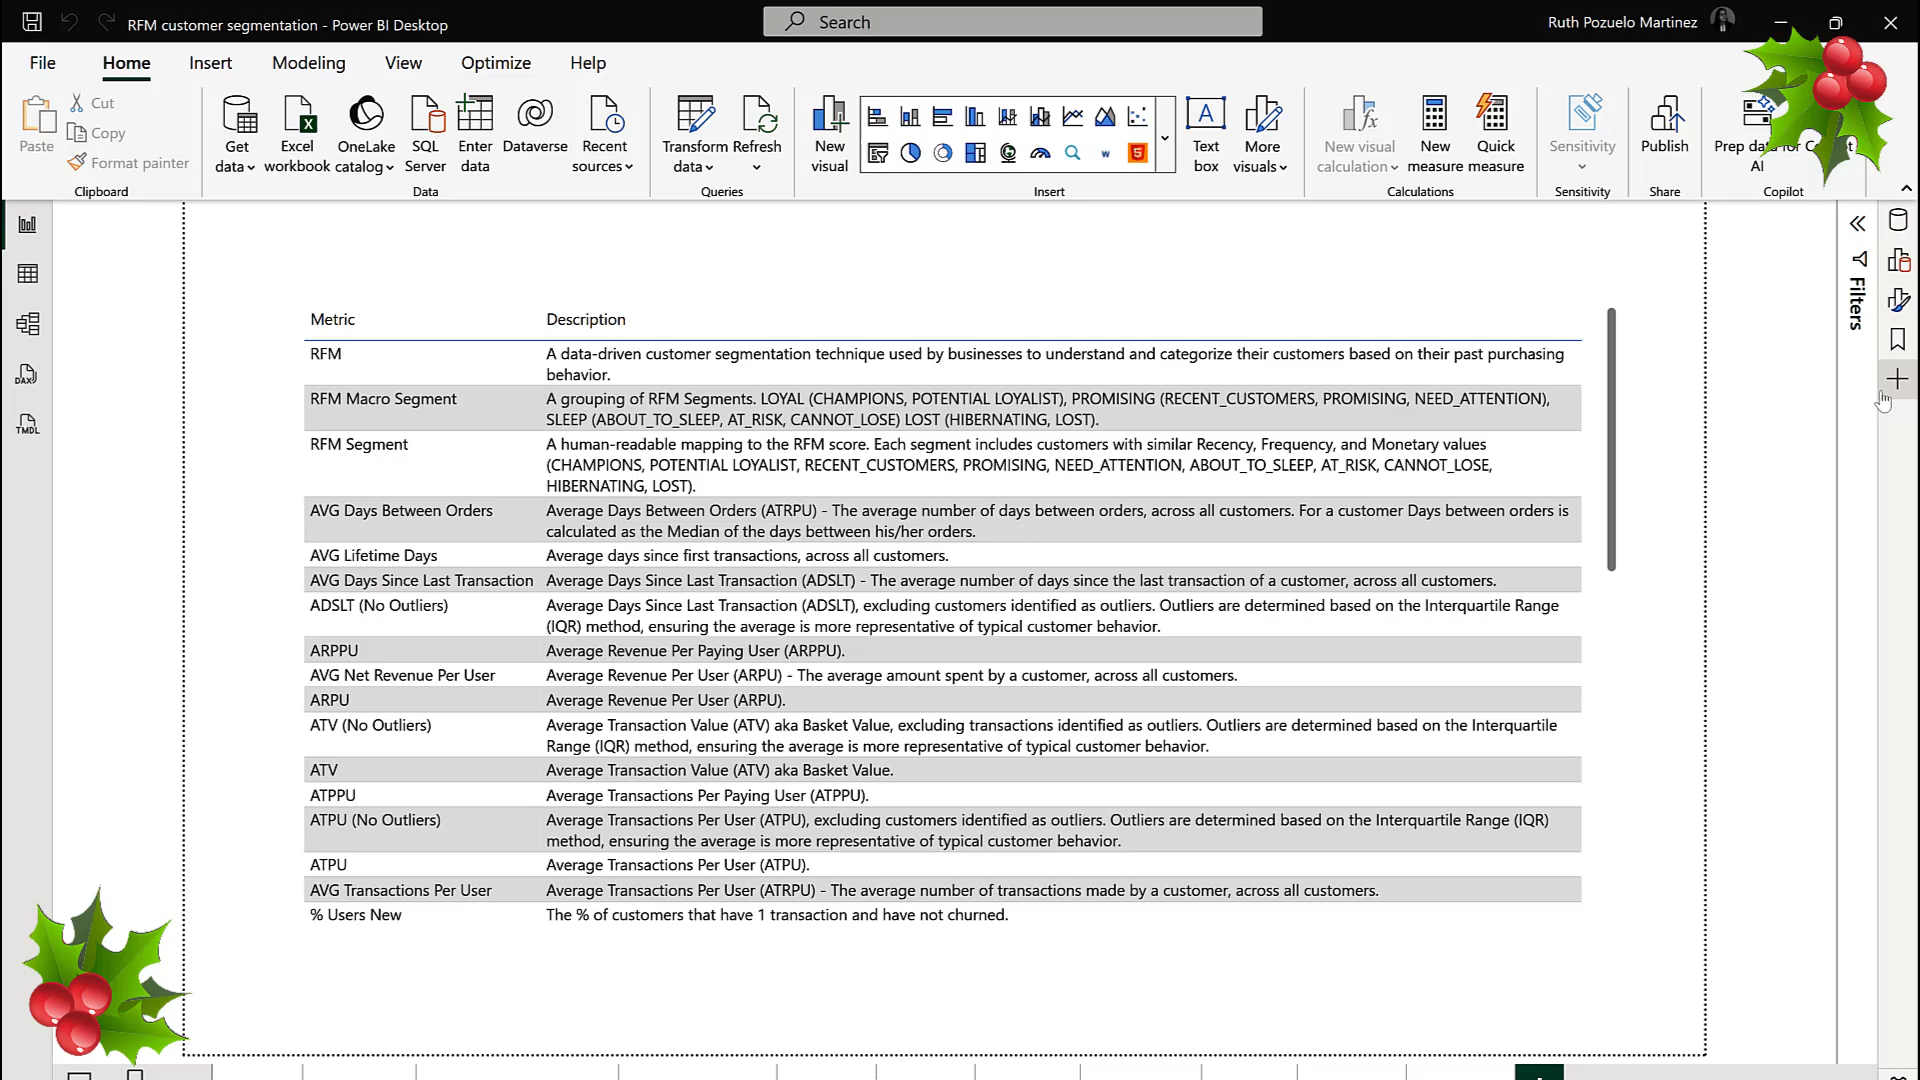 RFM customer segmentation - Power BI Desktop
Search
Ruth Pozuelo Martinez
File Home Insert Modeling View Optimize Help
Paste
Cut
Copy
Format painter
Clipboard
Get data
Excel workbook
OneLake catalog
SQL Server
Enter data
Dataverse
Recent sources
Data
Transform data
Refresh
Queries
New visual
Text box
More visuals
Insert
New visual calculation
New measure
Quick measure
Calculations
Sensitivity
Sensitivity
Publish
Share
Prep data for
AI
Copilot
Filters
DAX
TMDL
Metric Description
RFM A data-driven customer segmentation technique used by businesses to understand and categorize their customers based on their past purchasing
behavior.
RFM Macro Segment A grouping of RFM Segments. LOYAL (CHAMPIONS, POTENTIAL LOYALIST), PROMISING (RECENT_CUSTOMERS, PROMISING, NEED_ATTENTION),
SLEEP (ABOUT_TO_SLEEP, AT_RISK, CANNOT_LOSE) LOST (HIBERNATING, LOST).
RFM Segment A human-readable mapping to the RFM score. Each segment includes customers with similar Recency, Frequency, and Monetary values
(CHAMPIONS, POTENTIAL LOYALIST, RECENT_CUSTOMERS, PROMISING, NEED_ATTENTION, ABOUT_TO_SLEEP, AT_RISK, CANNOT_LOSE,
HIBERNATING, LOST).
AVG Days Between Orders Average Days Between Orders (ATRPU) - The average number of days between orders, across all customers. For a customer Days between orders is
calculated as the Median of the days bettween his/her orders.
AVG Lifetime Days Average days since first transactions, across all customers.
AVG Days Since Last Transaction Average Days Since Last Transaction (ADSLT) - The average number of days since the last transaction of a customer, across all customers.
ADSLT (No Outliers) Average Days Since Last Transaction (ADSLT), excluding customers identified as outliers. Outliers are determined based on the Interquartile Range
(IQR) method, ensuring the average is more representative of typical customer behavior.
ARPPU Average Revenue Per Paying User (ARPPU).
AVG Net Revenue Per User Average Revenue Per User (ARPU) - The average amount spent by a customer, across all customers.
ARPU Average Revenue Per User (ARPU).
ATV (No Outliers) Average Transaction Value (ATV) aka Basket Value, excluding transactions identified as outliers. Outliers are determined based on the Interquartile
Range (IQR) method, ensuring the average is more representative of typical customer behavior.
ATV Average Transaction Value (ATV) aka Basket Value.
ATPPU Average Transactions Per Paying User (ATPPU).
ATPU (No Outliers) Average Transactions Per User (ATPU), excluding customers identified as outliers. Outliers are determined based on the Interquartile Range (IQR)
method, ensuring the average is more representative of typical customer behavior.
ATPU Average Transactions Per User (ATPU).
AVG Transactions Per User Average Transactions Per User (ATRPU) - The average number of transactions made by a customer, across all customers.
% Users New The % of customers that have 1 transaction and have not churned.